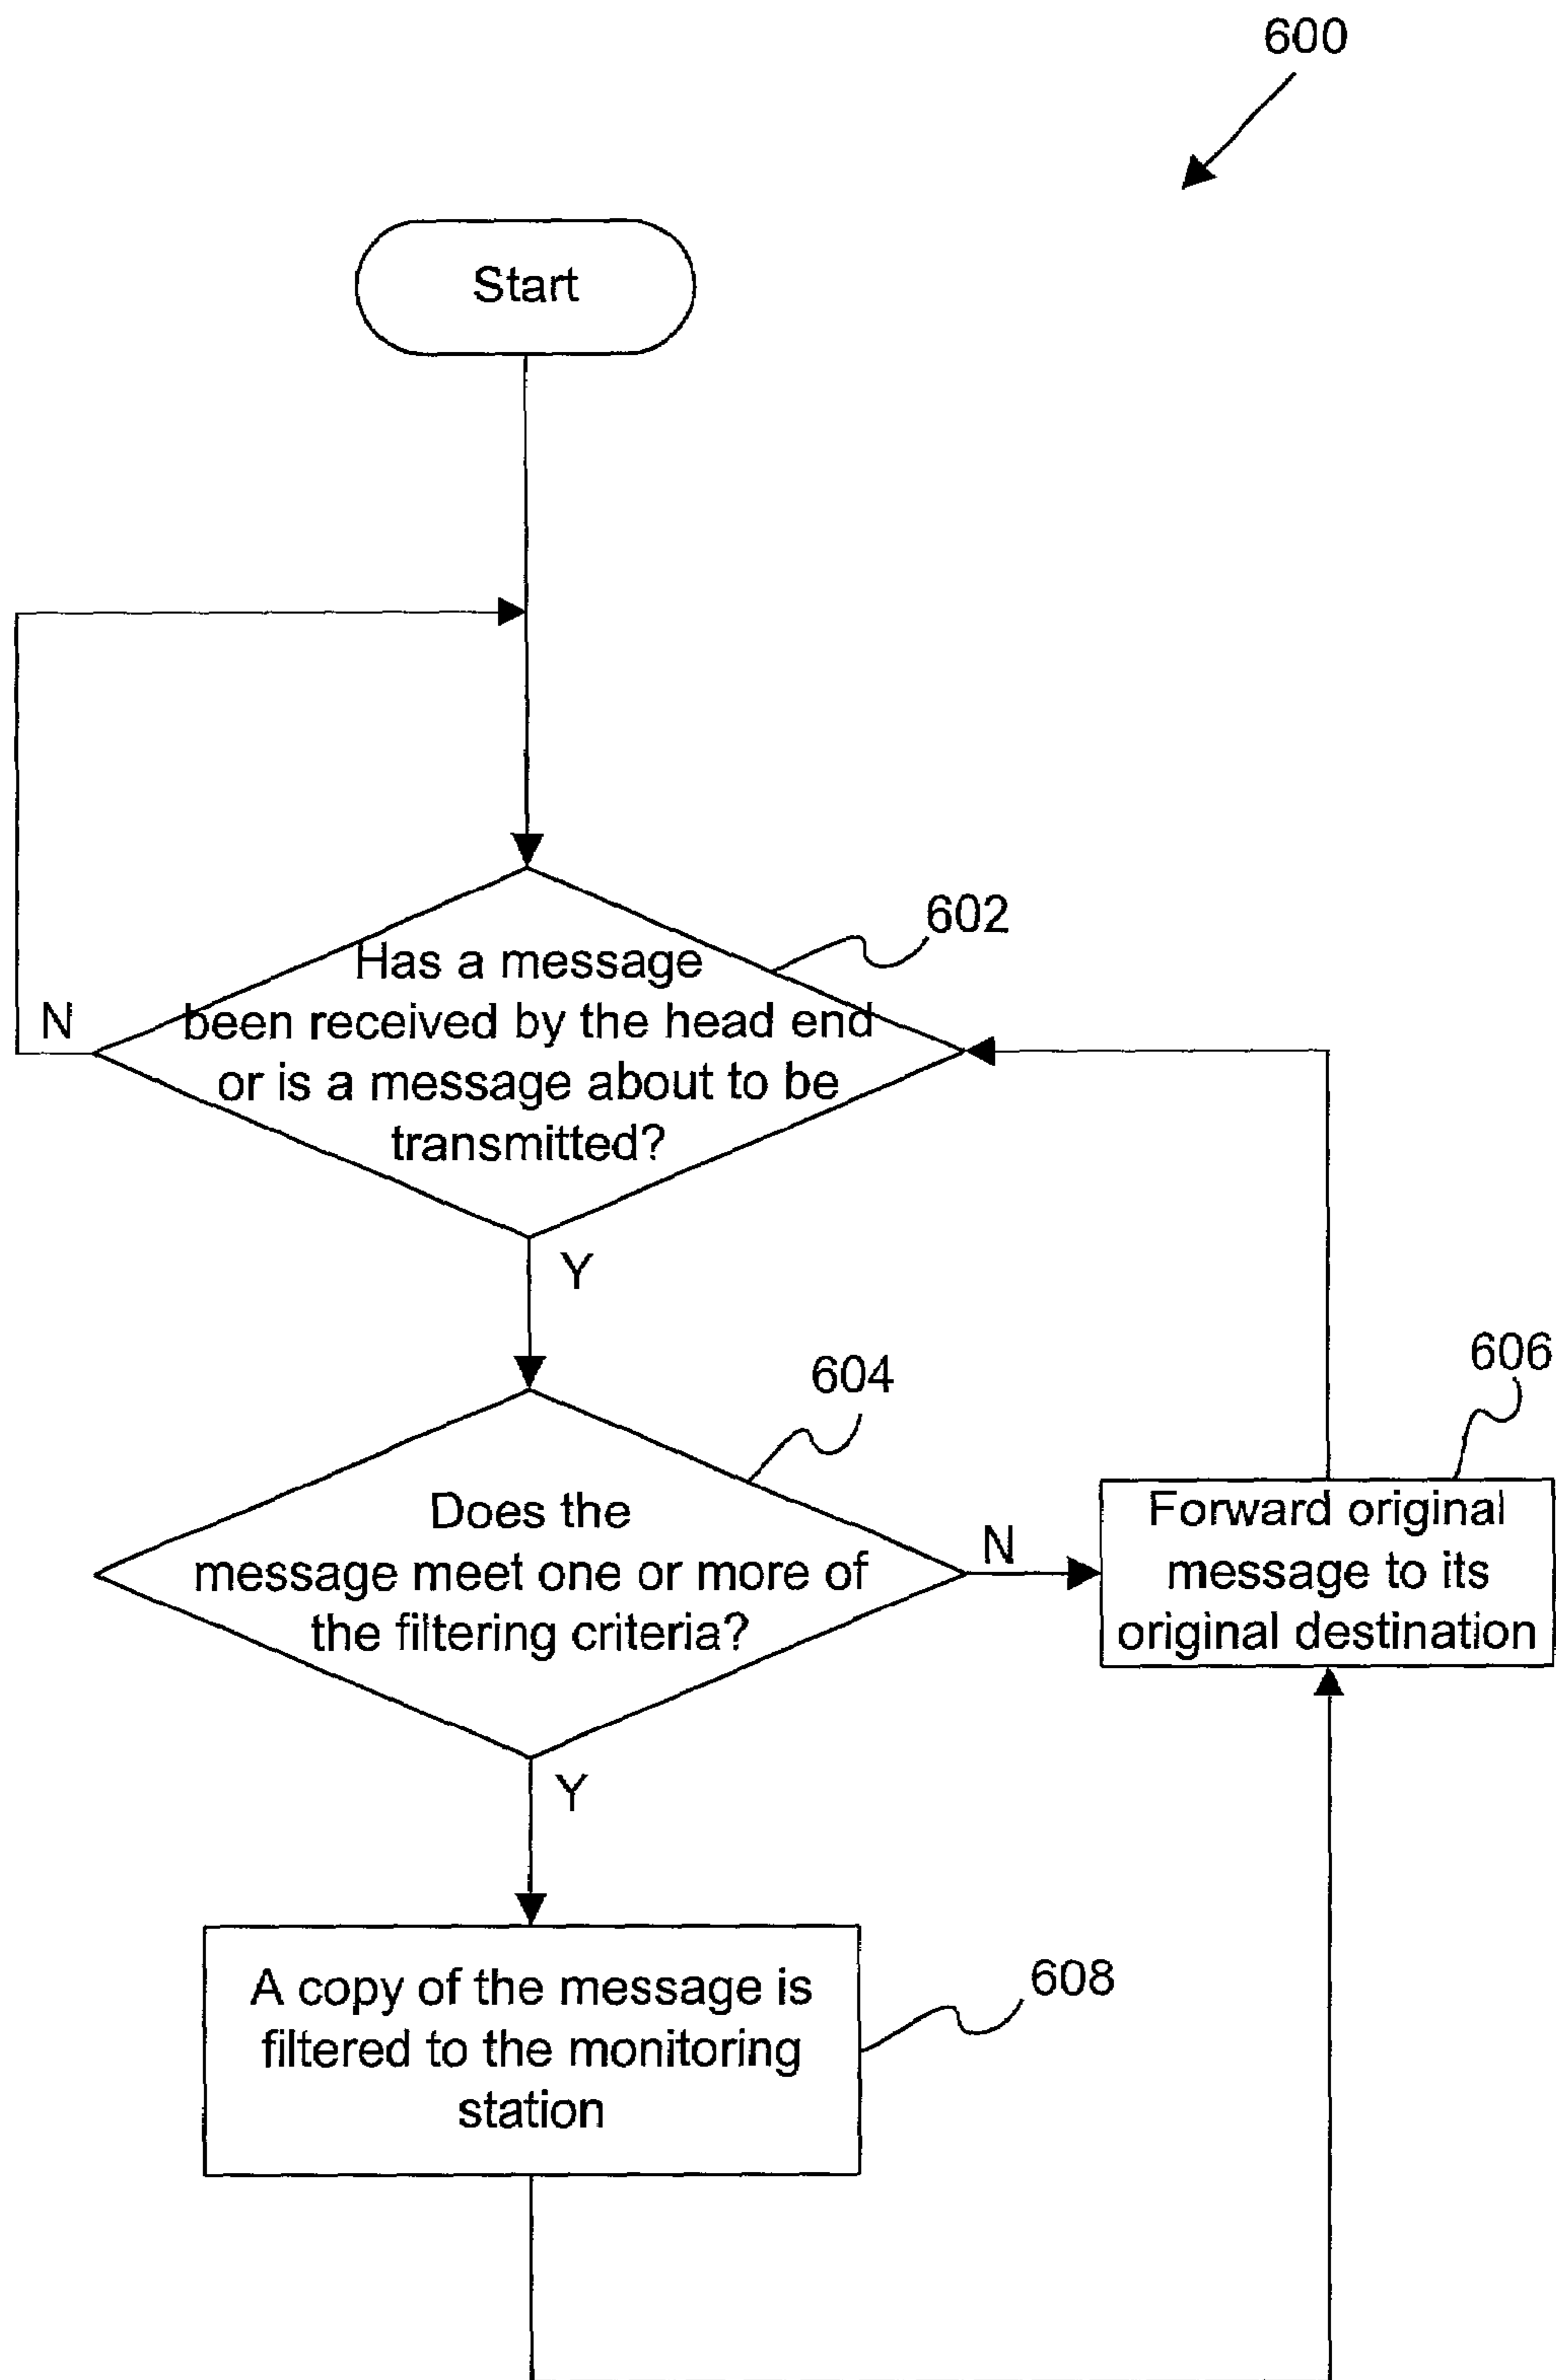 600
Start
602
Has a message
been received by the head end
or is a message about to be
transmitted?
N
Y
604
606
Does the
message meet one or more of
the filtering criteria?
N
Forward original
message to its
original destination
Y
A copy of the message is
filtered to the monitoring
station
608